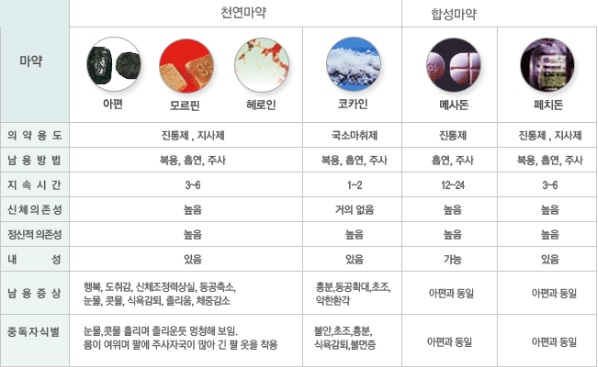 천연마약 합성마약
마약 아편 모르핀 헤로인 코카인 메사돈 페치돈
의약용도 진통제 , 지사제 국소마취제 진통제 진통제 , 지사제
남용방법 복용, 흡연, 주사 복용, 흡연, 주사 흡연, 주사 복용, 흡연, 주사
지속시간 3~6 1~2 12~24 3~6
신체의존성 높음 거의 없음 높음 높음
정신적 의존성 높음 높음 높음 높음
내 성 있음 있음 가능 있음
남용증상 행복, 도취감, 신체조정력상실, 동공축소,
눈물, 콧물, 식욕감퇴, 졸리움, 체중감소
흥분,동공확대,초조,
약한환각
아편과 동일 아편과 동일
중독자식별 눈물,콧물 흘리며 졸리운듯 멍청해 보임.
몸이 여위며 팔에 주사자국이 많아 긴 팔 옷을 착용
불안,초조,흥분,
식욕감퇴,불면증
아편과 동일 아편과 동일